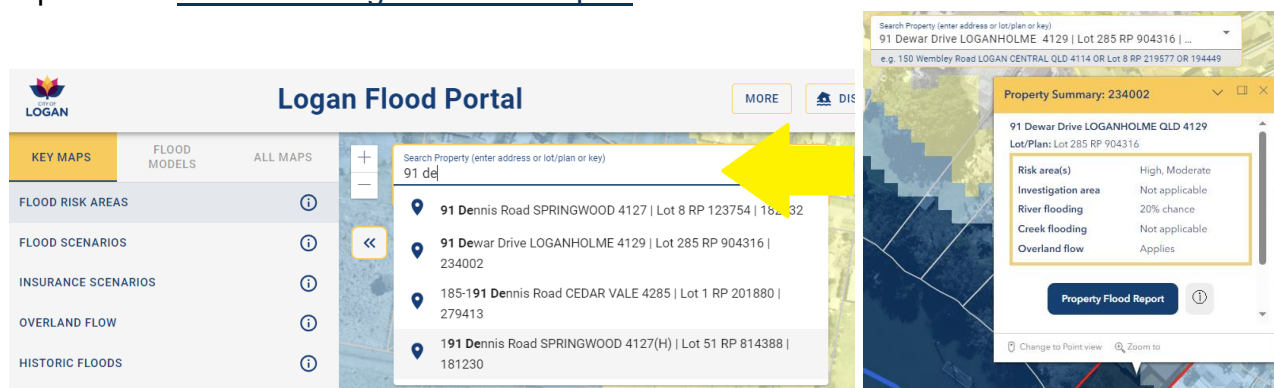 CITY OF
LOGAN
Logan Flood Portal
MORE
DIS
KEY MAPS
FLOOD
MODELS
ALL MAPS
FLOOD RISK AREAS
FLOOD SCENARIOS
INSURANCE SCENARIOS
OVERLAND FLOW
HISTORIC FLOODS
Search Property (enter address or lot/plan or key)
91 de
91 Dennis Road SPRINGWOOD 4127 | Lot 8 RP 123754 |
91 Dewar Drive LOGANHOLME 4129 | Lot 285 RP 904316 |
234002
185-191 Dennis Road CEDAR VALE 4285 | Lot 1 RP 201880 |
279413
191 Dennis Road SPRINGWOOD 4127(H) | Lot 51 RP 814388 |
181230
Search Property (enter address or lot/plan or key)
91 Dewar Drive LOGANHOLME 4129 | Lot 285 RP 904316 | ...
e.g. 150 Wembley Road LOGAN CENTRAL QLD 4114 OR Lot 8 RP 219577 OR 194449
Property Summary: 234002
91 Dewar Drive LOGANHOLME QLD 4129
Lot/Plan: Lot 285 RP 904316
Risk area(s) High, Moderate
Investigation area Not applicable
River flooding 20% chance
Creek flooding Not applicable
Overland flow Applies
Property Flood Report
Change to Point view Zoom to